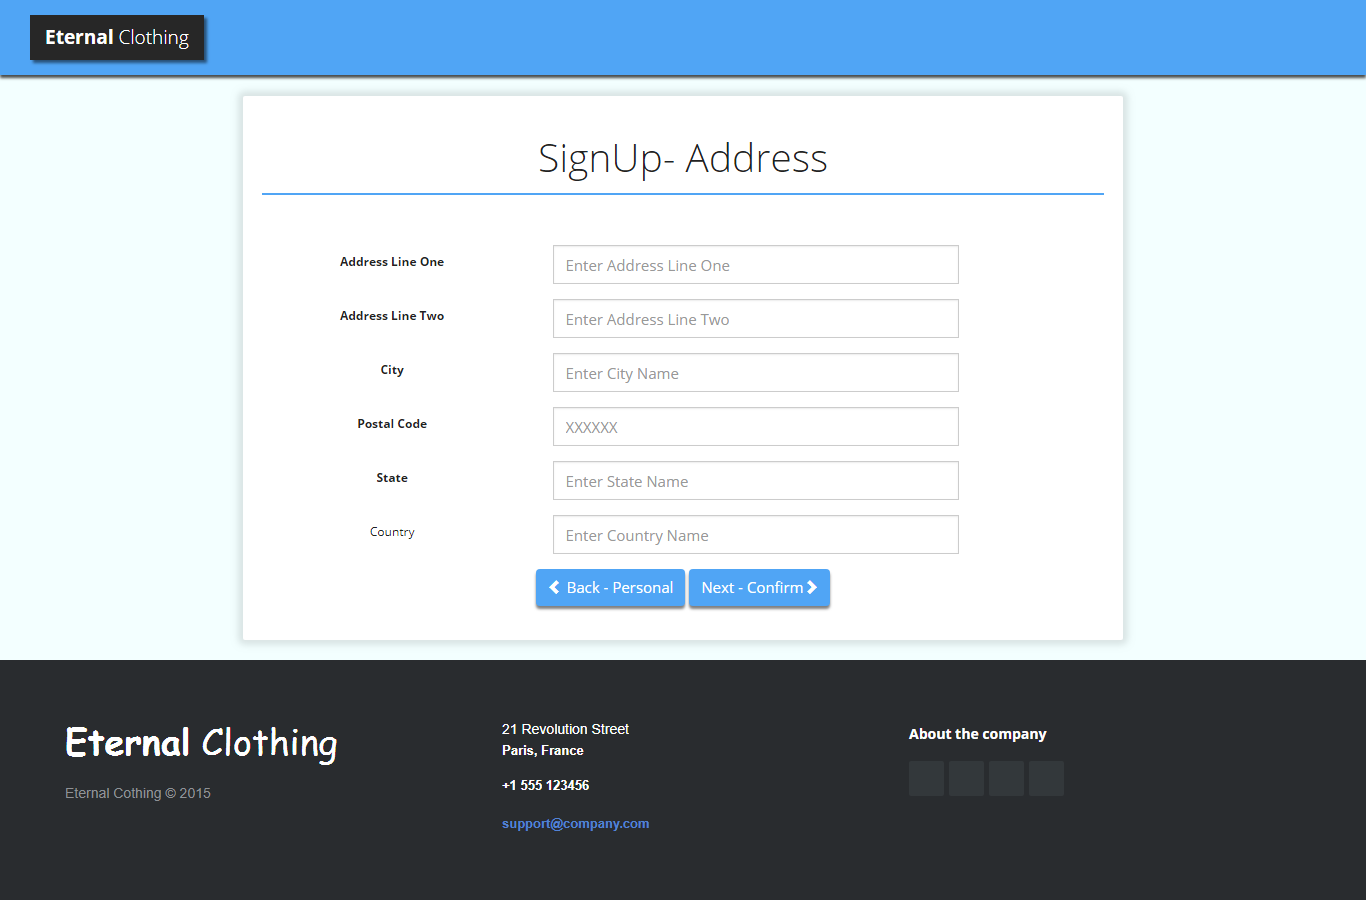 Eternal Clothing
SignUp- Address
Address Line One
Enter Address Line One
Address Line Two
Enter Address Line Two
City
Enter City Name
Postal Code
XXXXXX
State
Enter State Name
Country
Enter Country Name
Back - Personal
Next - Confirm
Eternal Clothing
Eternal Cothing © 2015
21 Revolution Street
Paris, France
+1 555 123456
support@company.com
About the company